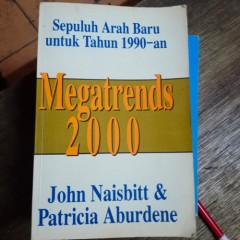 Sepuluh Arah Baru
untuk Tahun 1990-an
Megatrends
2000
John Naisbitt &
Patricia Aburdene